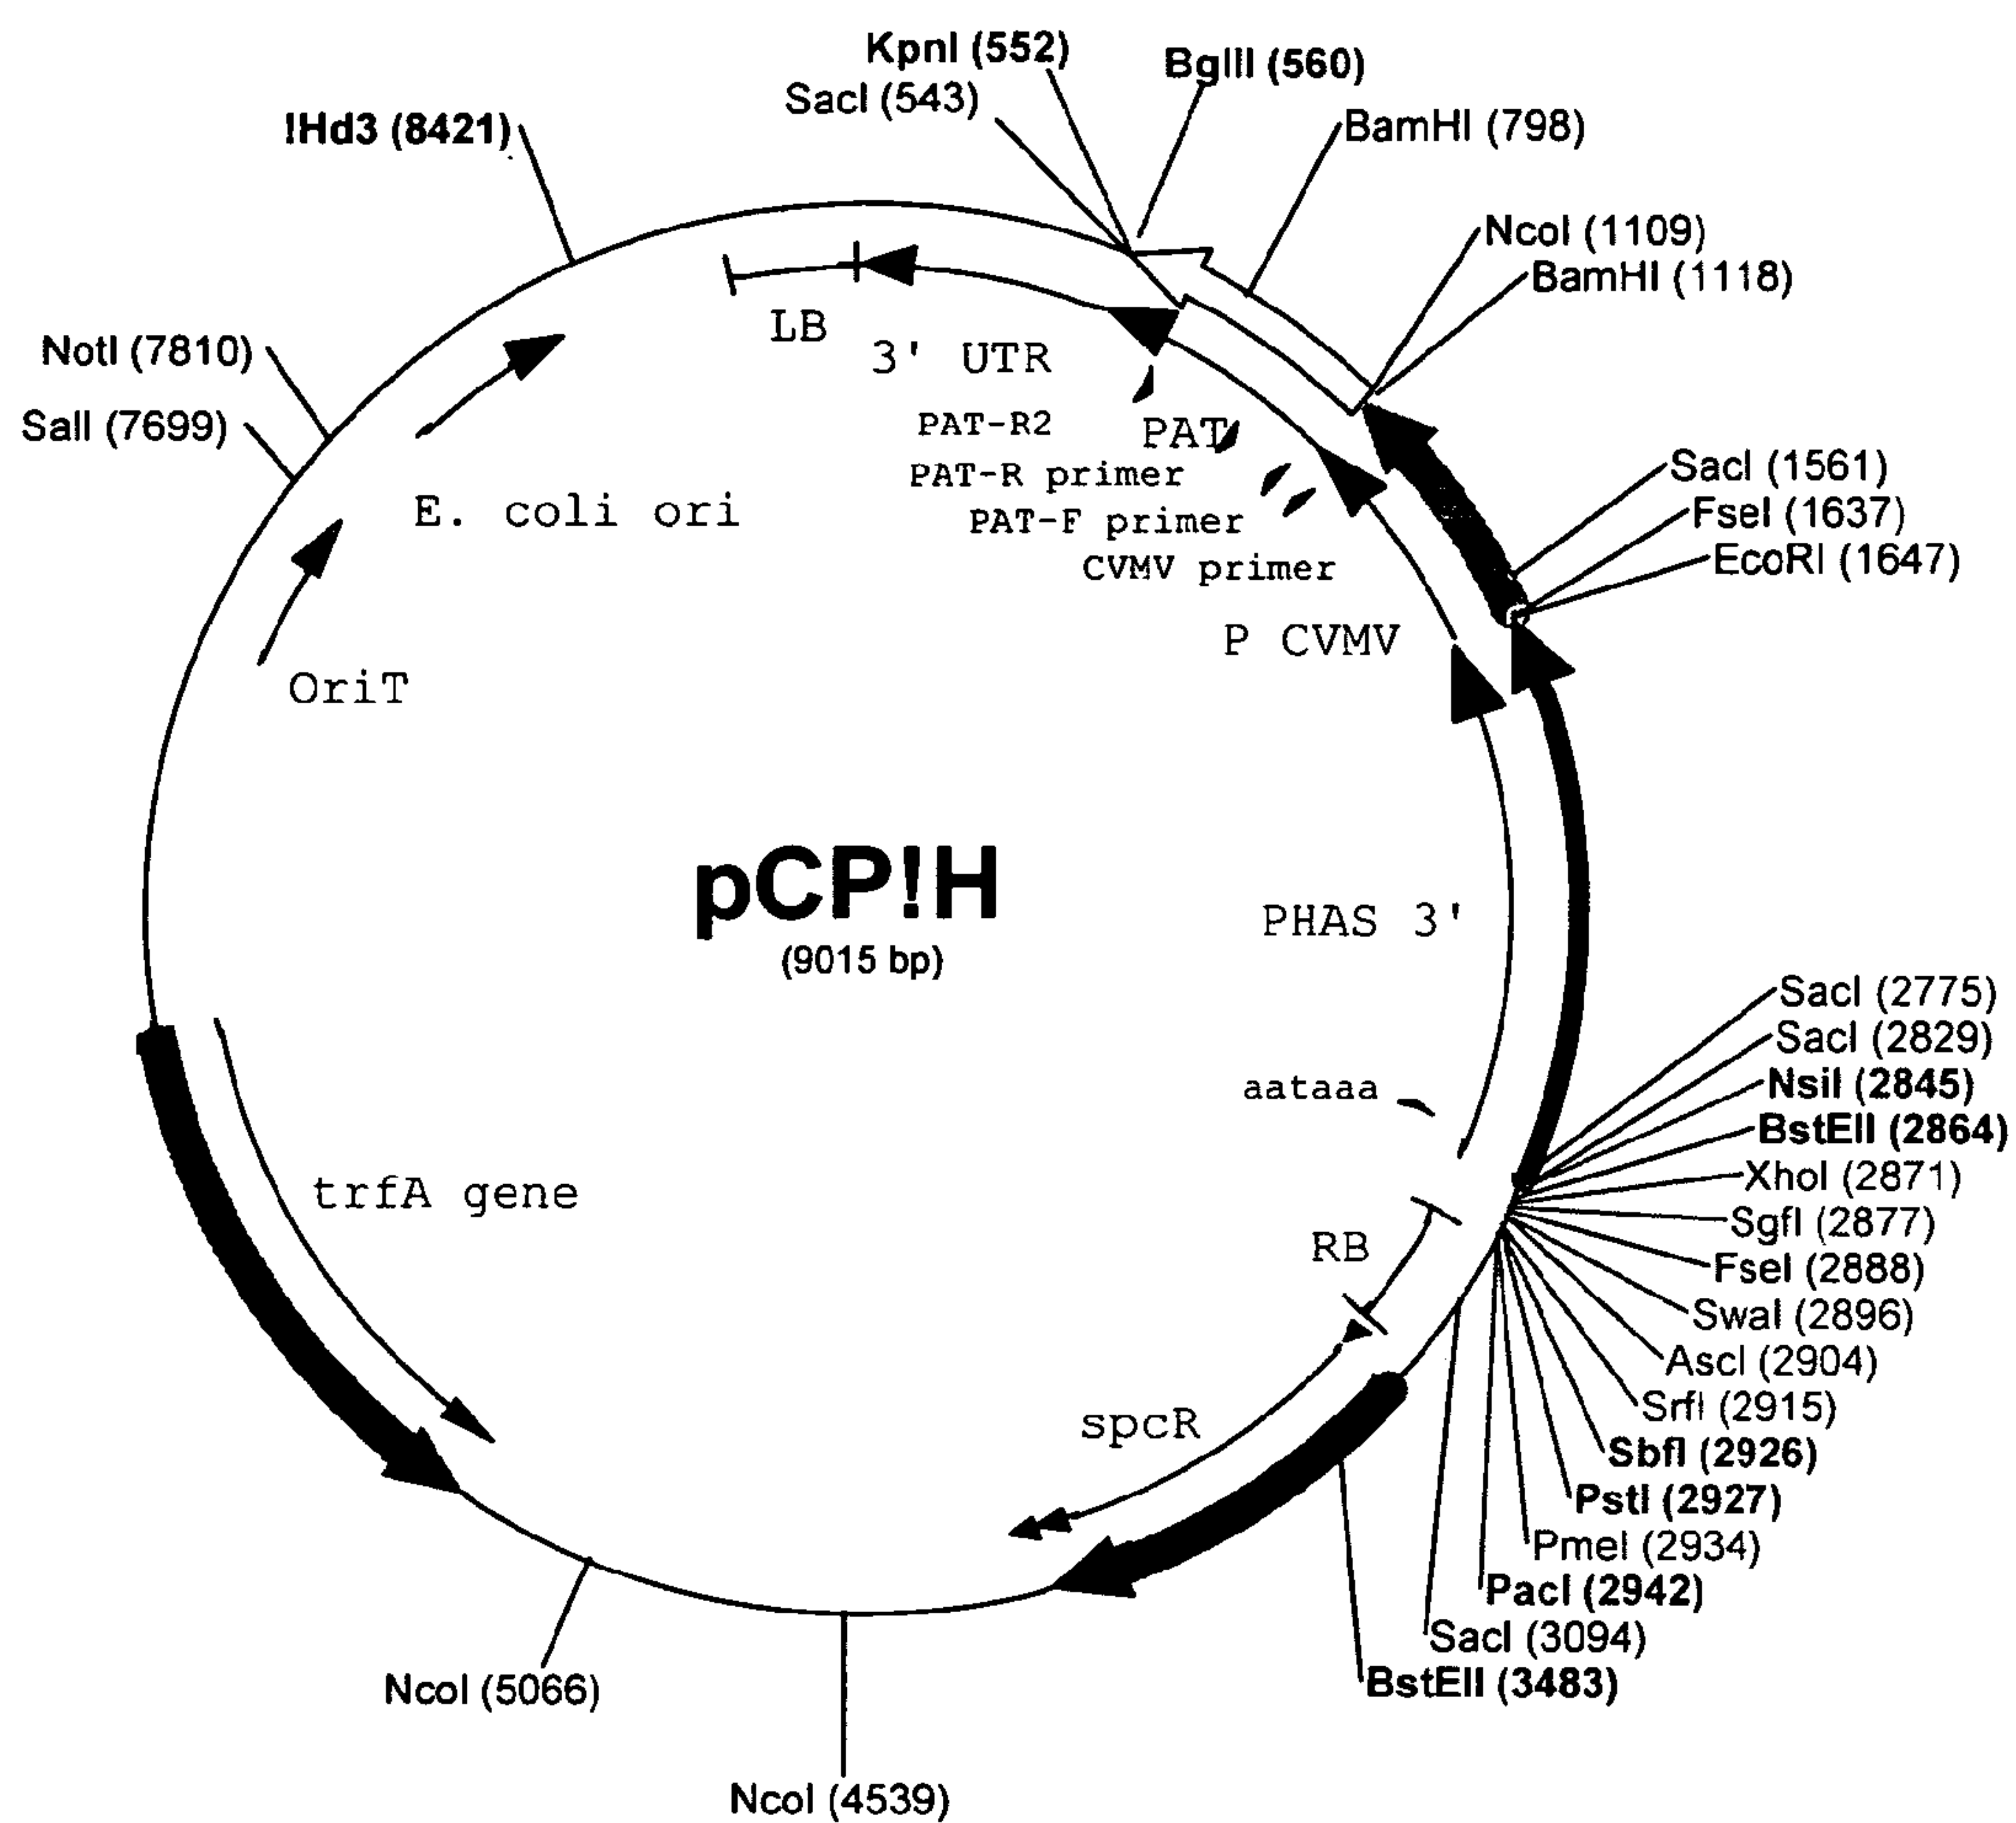 KpnI (552)
SacI (543)
BglII (560)
!Hd3 (8421)
BamHI (798)
NcoI (1109)
BamHI (1118)
NotI (7810)
SalI (7699)
LB
3' UTR
PAT-R2
PAT
PAT-R primer
PAT-F primer
CVMV primer
SacI (1561)
FseI (1637)
EcoRI (1647)
E. coli ori
P CVMV
OriT
pCP!H
(9015 bp)
PHAS 3'
SacI (2775)
SacI (2829)
NsiI (2845)
BstEII (2864)
XhoI (2871)
SgfI (2877)
FseI (2888)
SwaI (2896)
AscI (2904)
SrfI (2915)
SbfI (2926)
PstI (2927)
PmeI (2934)
PacI (2942)
SacI (3094)
BstEII (3483)
aataaa
trfA gene
RB
spcR
NcoI (5066)
NcoI (4539)